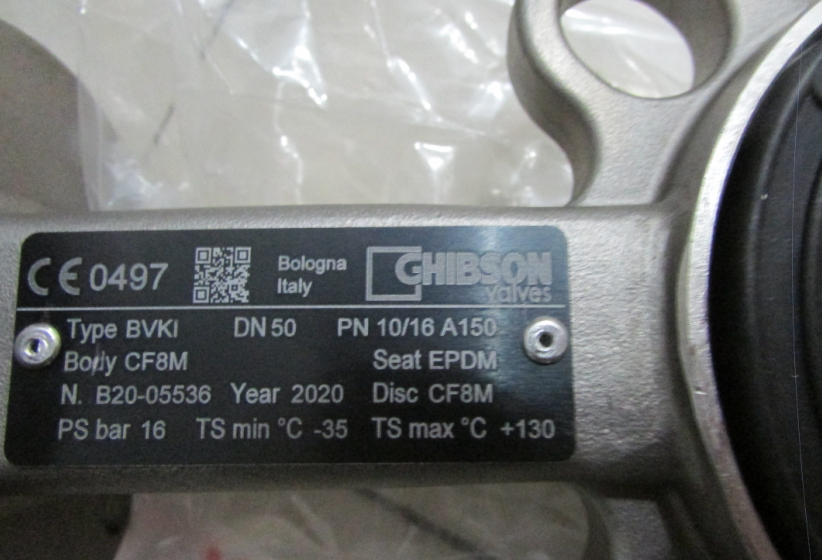 CE 0497
Bologna
Italy
GHIBSON
valves
Type BVKI DN 50 PN 10/16 A150
Body CF8M Seat EPDM
N. B20-05536 Year 2020 Disc CF8M
PS bar 16 TS min °C -35 TS max °C +130